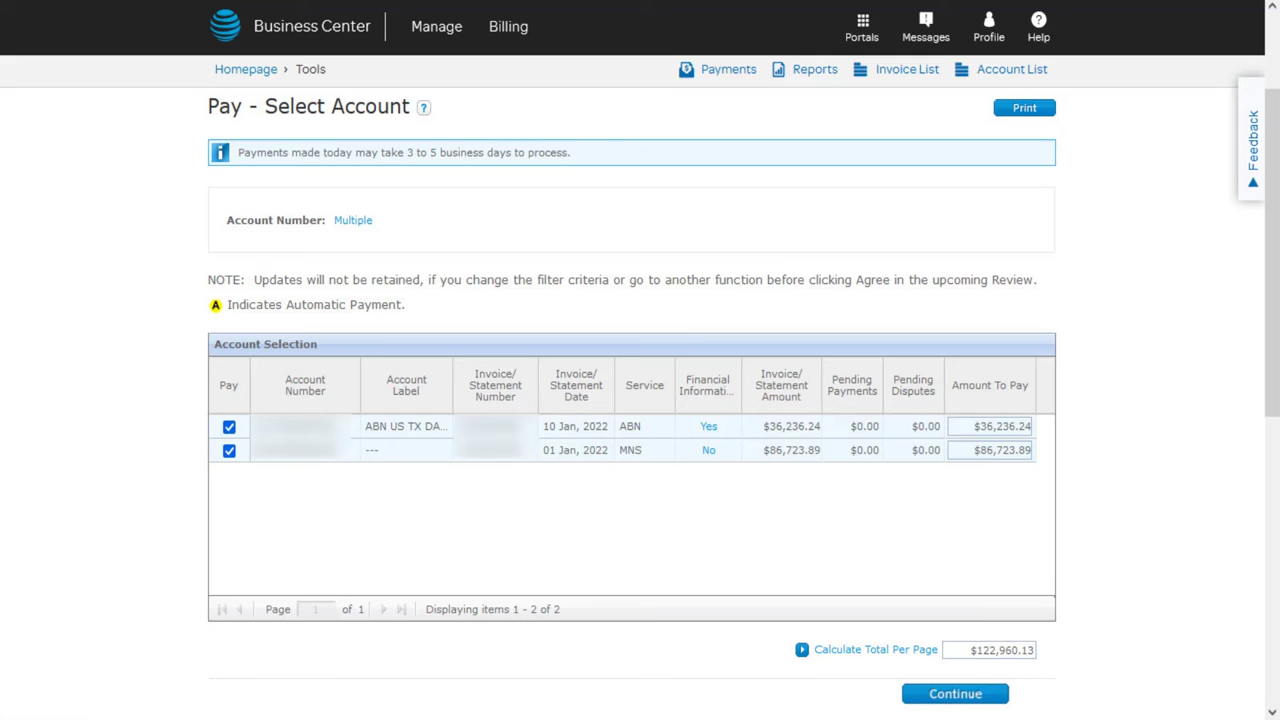 Business Center
Manage
Billing
Portals
Messages
Profile
Help
Homepage › Tools
Payments
Reports
Invoice List
Account List
Feedback
Pay - Select Account ?
Print
Payments made today may take 3 to 5 business days to process.
Account Number: Multiple
NOTE: Updates will not be retained, if you change the filter criteria or go to another function before clicking Agree in the upcoming Review.
A Indicates Automatic Payment.
Account Selection
Pay
Account
Number
Account
Label
Invoice/
Statement
Number
Invoice/
Statement
Date
Service
Financial
Informati...
Invoice/
Statement
Amount
Pending
Payments
Pending
Disputes
Amount To Pay
ABN US TX DA... 10 Jan, 2022 ABN Yes $36,236.24 $0.00 $0.00 $36,236.24
--- 01 Jan, 2022 MNS No $86,723.89 $0.00 $0.00 $86,723.89
Page 1 of 1 Displaying items 1 - 2 of 2
Calculate Total Per Page $122,960.13
Continue